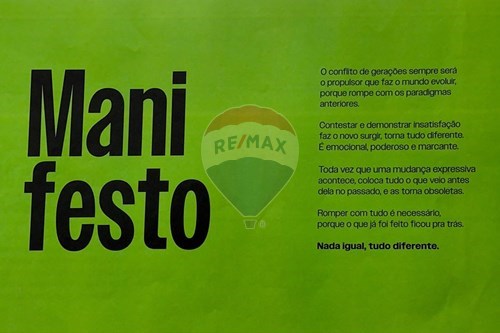 Mani
festo
RE/MAX
O conflito de gerações sempre será
o propulsor que faz o mundo evoluir,
porque rompe com os paradigmas
anteriores.
Contestar e demonstrar insatisfação
faz o novo surgir, torna tudo diferente.
É emocional, poderoso e marcante.
Toda vez que uma mudança expressiva
acontece, coloca tudo o que veio antes
dela no passado, e as torna obsoletas.
Romper com tudo é necessário,
porque o que já foi feito ficou pra trás.
Nada igual, tudo diferente.